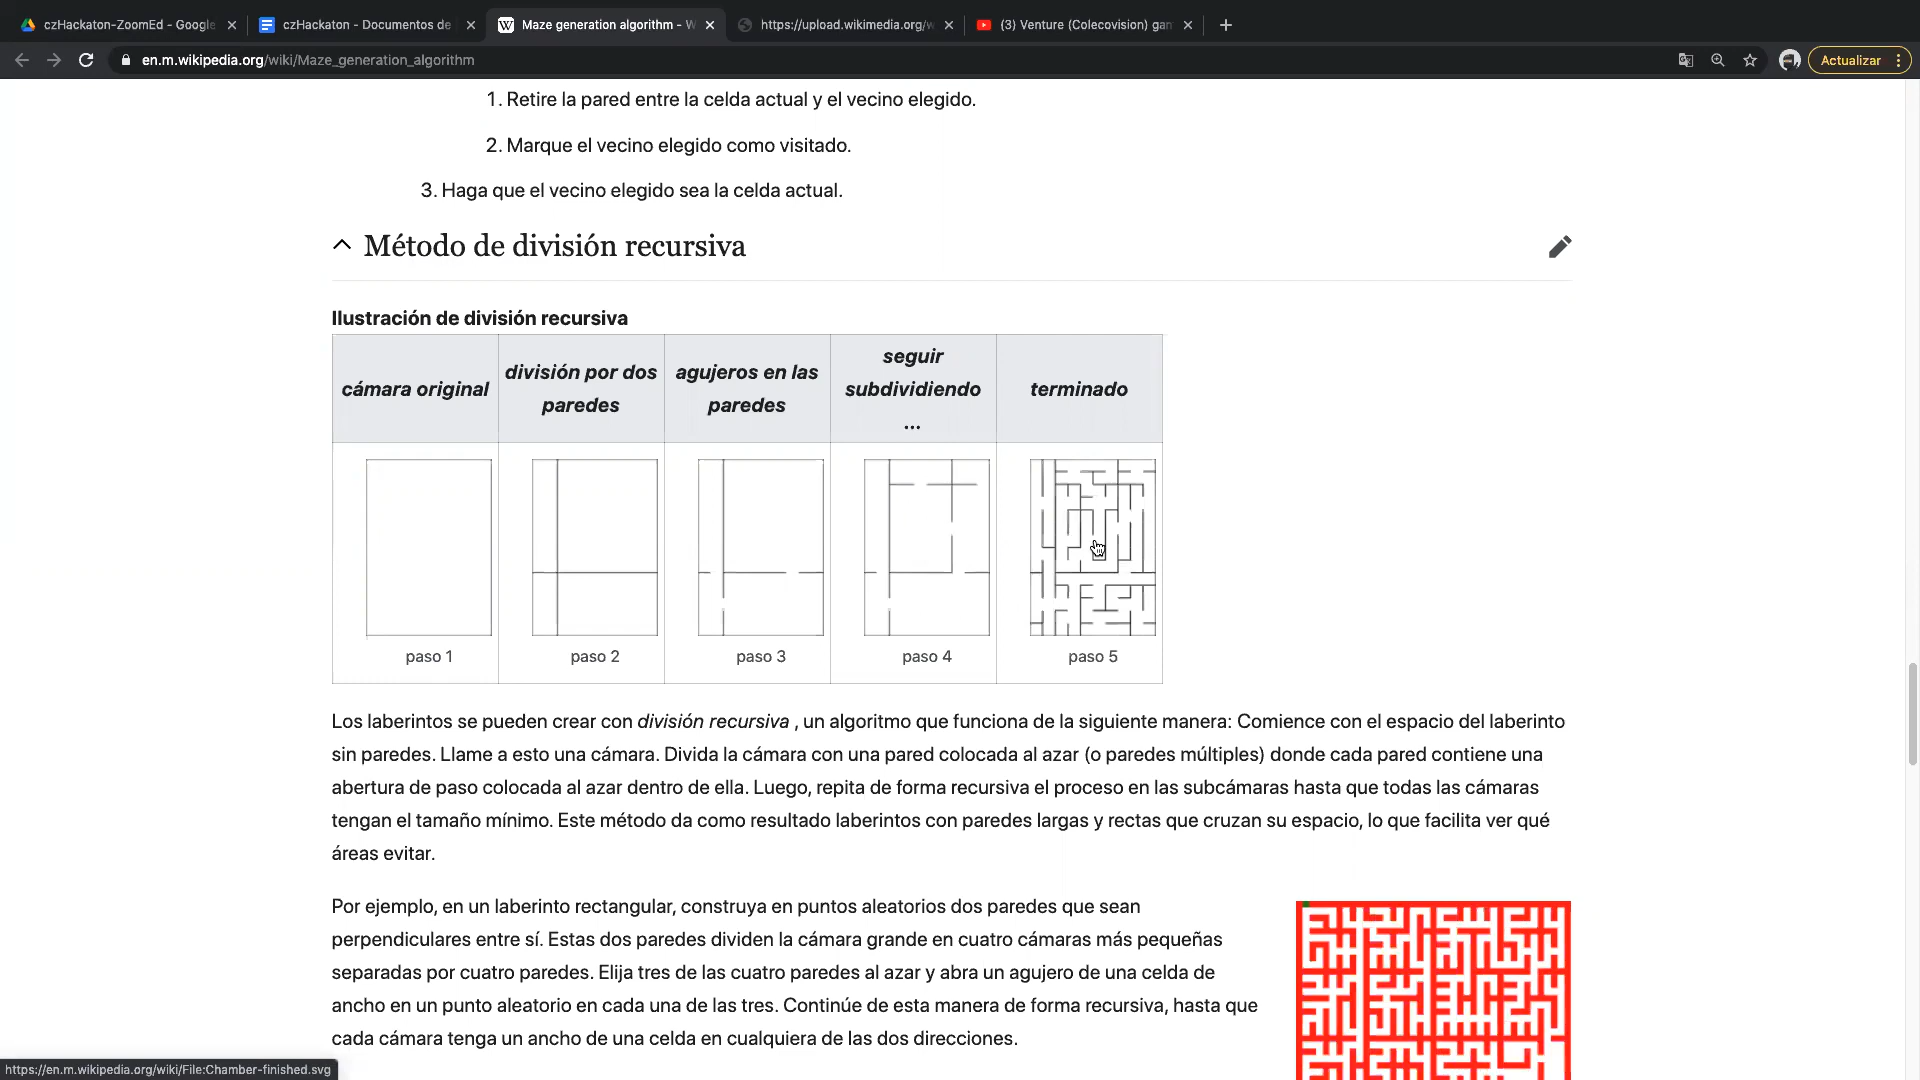 czHackaton-ZoomEd - Google
czHackaton - Documentos de
Maze generation algorithm - W
https://upload.wikimedia.org/w
(3) Venture (Colecovision) gam
en.m.wikipedia.org/wiki/Maze_generation_algorithm
Actualizar
1. Retire la pared entre la celda actual y el vecino elegido.
2. Marque el vecino elegido como visitado.
3. Haga que el vecino elegido sea la celda actual.
Método de división recursiva
Ilustración de división recursiva
cámara original
división por dos
paredes
agujeros en las
paredes
seguir
subdividiendo
...
terminado
paso 1
paso 2
paso 3
paso 4
paso 5
Los laberintos se pueden crear con división recursiva , un algoritmo que funciona de la siguiente manera: Comience con el espacio del laberinto
sin paredes. Llame a esto una cámara. Divida la cámara con una pared colocada al azar (o paredes múltiples) donde cada pared contiene una
abertura de paso colocada al azar dentro de ella. Luego, repita de forma recursiva el proceso en las subcámaras hasta que todas las cámaras
tengan el tamaño mínimo. Este método da como resultado laberintos con paredes largas y rectas que cruzan su espacio, lo que facilita ver qué
áreas evitar.
Por ejemplo, en un laberinto rectangular, construya en puntos aleatorios dos paredes que sean
perpendiculares entre sí. Estas dos paredes dividen la cámara grande en cuatro cámaras más pequeñas
separadas por cuatro paredes. Elija tres de las cuatro paredes al azar y abra un agujero de una celda de
ancho en un punto aleatorio en cada una de las tres. Continúe de esta manera de forma recursiva, hasta que
cada cámara tenga un ancho de una celda en cualquiera de las dos direcciones.
https://en.m.wikipedia.org/wiki/File:Chamber-finished.svg